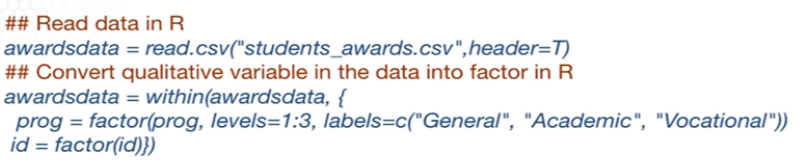 ## Read data in R
awardsdata = read.csv("students_awards.csv",header=T)
## Convert qualitative variable in the data into factor in R
awardsdata = within(awardsdata, {
prog = factor(prog, levels=1:3, labels=c("General", "Academic", "Vocational"))
id = factor(id)})